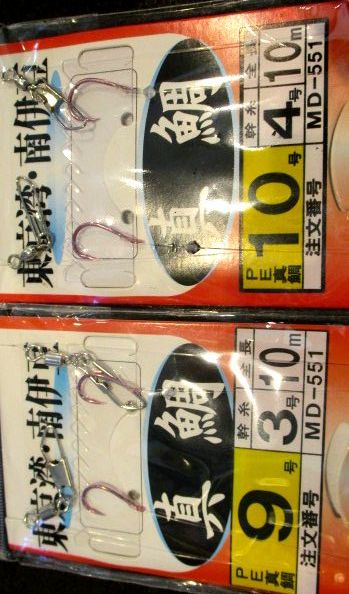 東京湾・南伊豆
真鯛
PE真鯛
10号
幹糸 全長
4号 10m
注文番号
MD-551
東京湾・南伊豆
真鯛
PE真鯛
9号
幹糸 全長
3号 10m
注文番号
MD-551